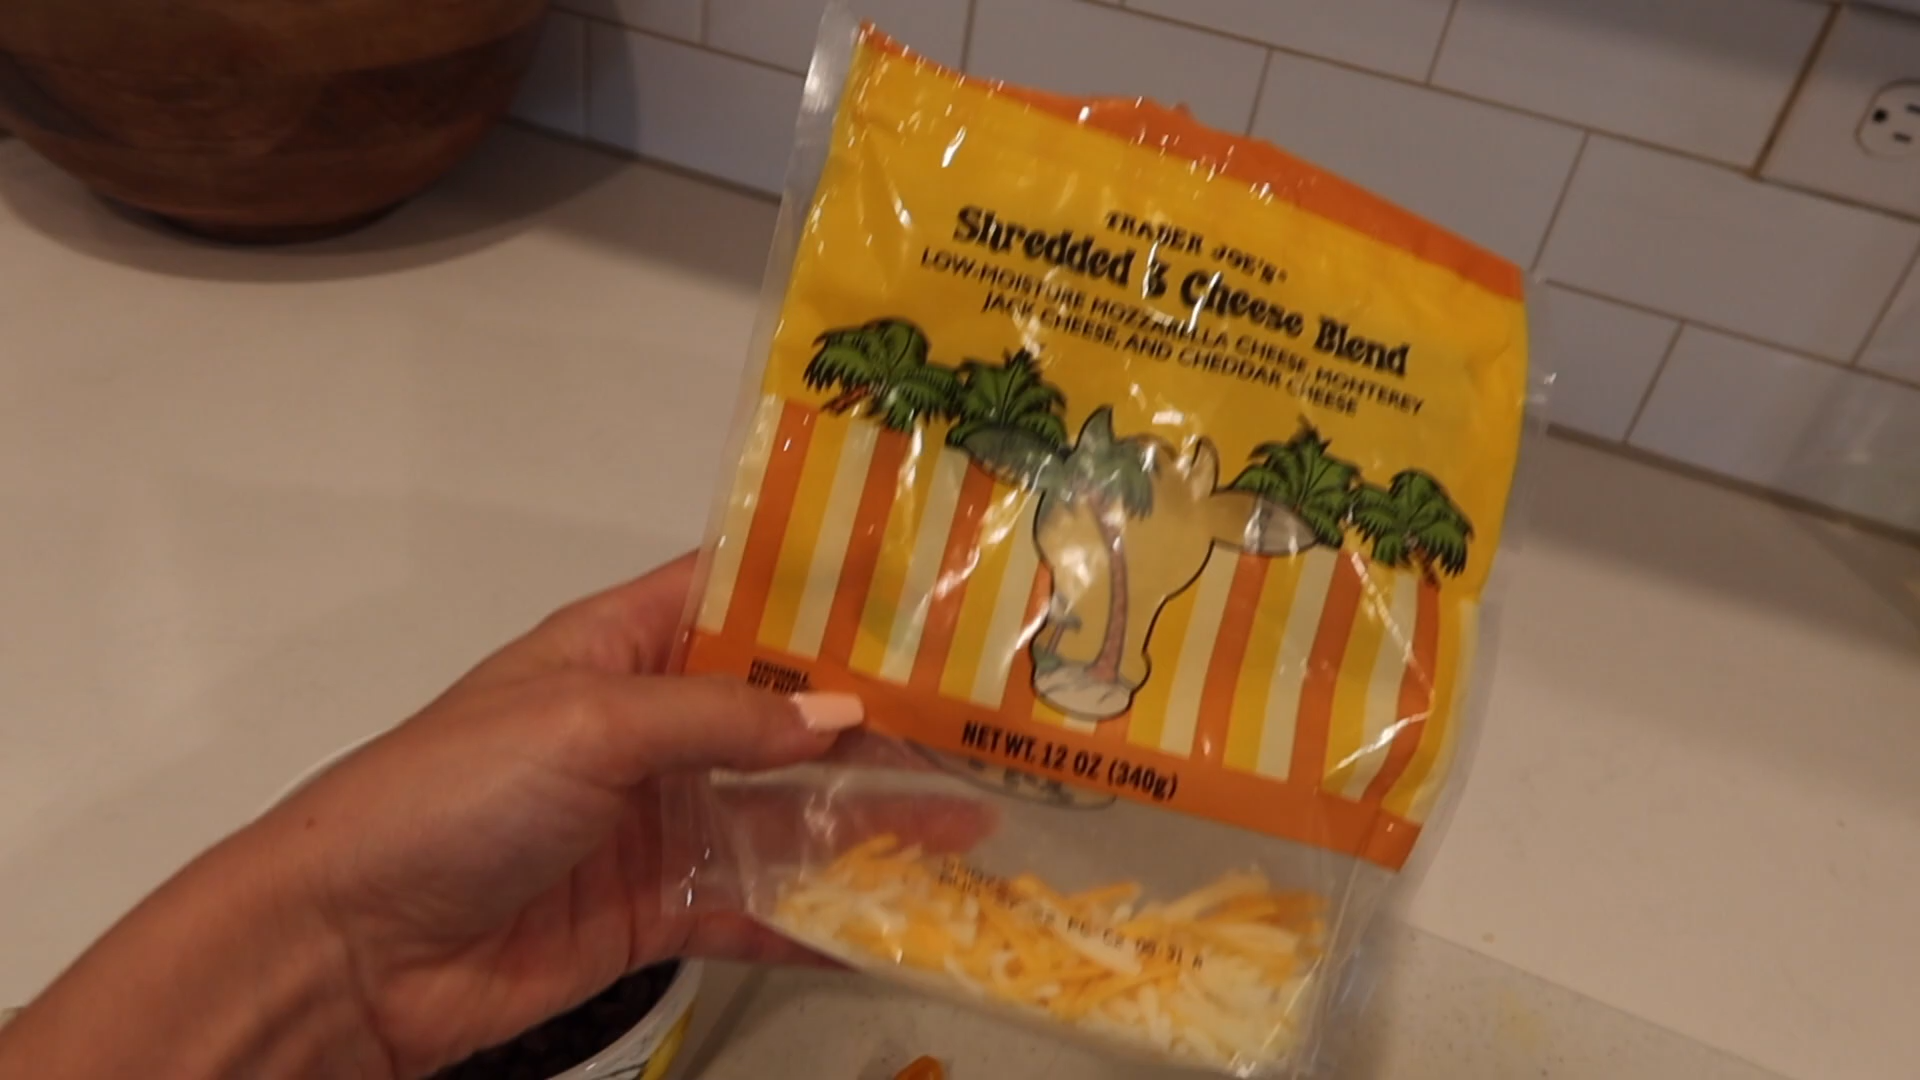 TRADER JOE'S®
Shredded 3 Cheese Blend
LOW-MOISTURE MOZZARELLA CHEESE, MONTEREY
JACK CHEESE, AND CHEDDAR CHEESE
PERISHABLE
NET WT. 12 OZ (340g)